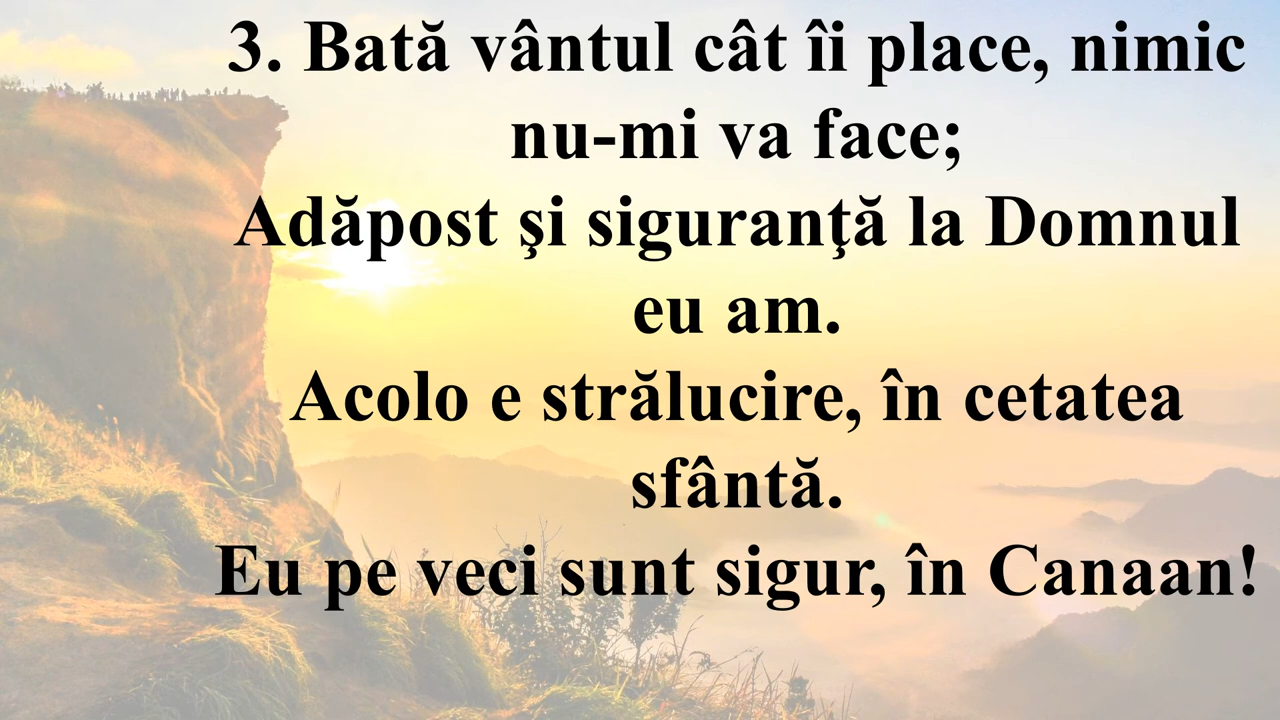 3. Bată vântul cât îi place, nimic
nu-mi va face;
Adăpost şi siguranţă la Domnul
eu am.
Acolo e strălucire, în cetatea
sfântă.
Eu pe veci sunt sigur, în Canaan!